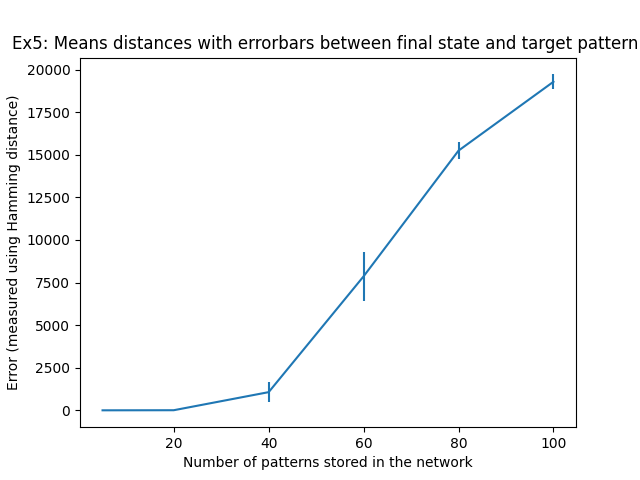 Ex5: Means distances with errorbars between final state and target pattern
20000
17500
15000
12500
10000
7500
5000
2500
0
Error (measured using Hamming distance)
20 40 60 80 100
Number of patterns stored in the network